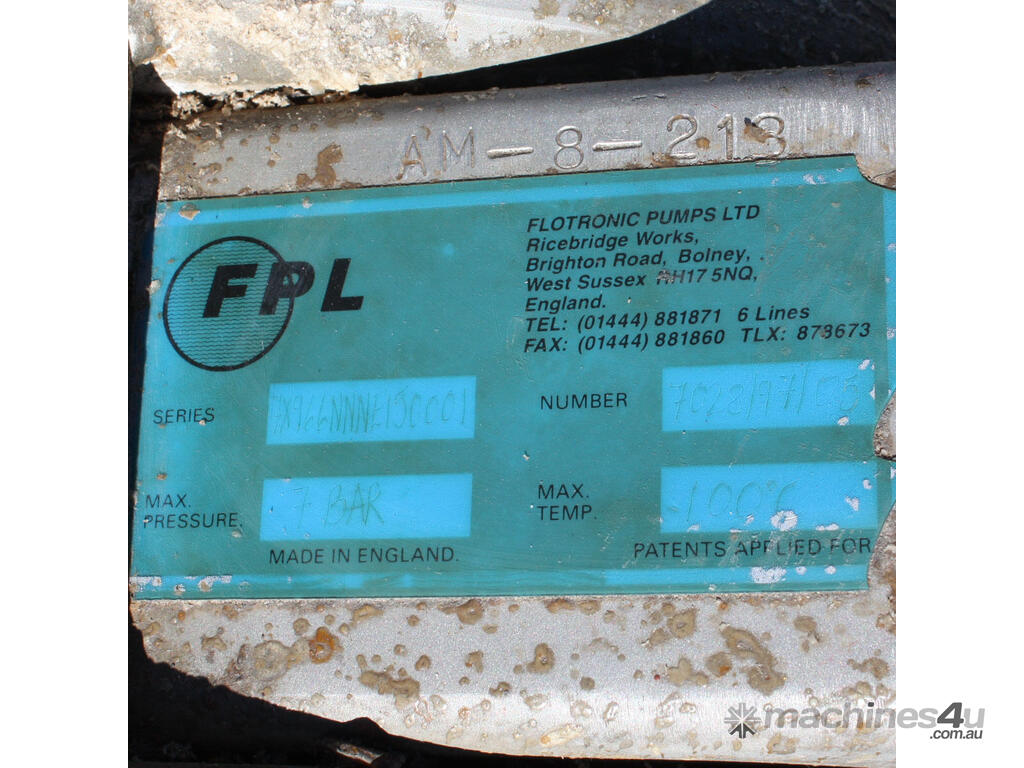 AM-8-213
FPL
FLOTRONIC PUMPS LTD
Ricebridge Works,
Brighton Road, Bolney,
West Sussex RH17 5NQ,
England.
TEL: (01444) 881871 6 Lines
FAX: (01444) 881860 TLX: 873673
SERIES
NUMBER
MAX. PRESSURE. 7 BAR
MAX. TEMP. 100°C
MADE IN ENGLAND.
PATENTS APPLIED FOR
machines4u
.com.au